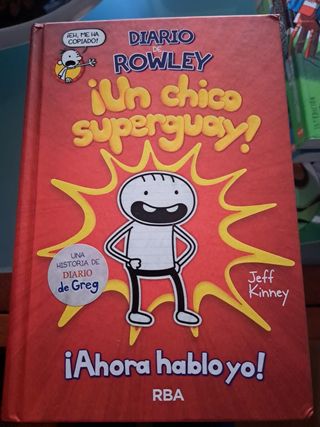 ¡EH, ME HA
COPIADO!
DIARIO
DE
ROWLEY
¡Un chico
superguay!
UNA
HISTORIA DE
DIARIO
de Greg
Jeff
Kinney
¡Ahora hablo yo!
RBA